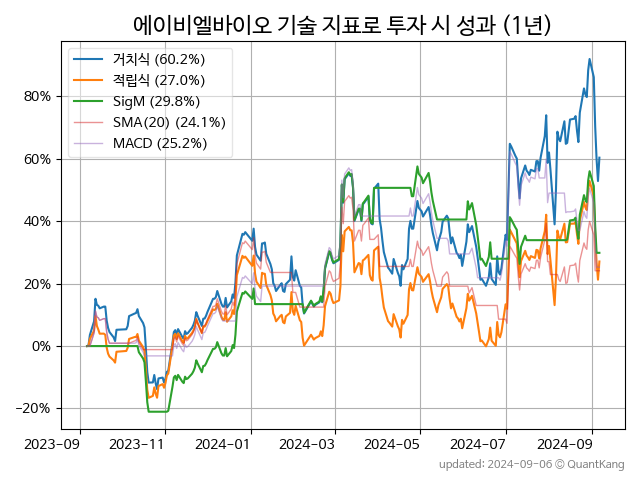 에이비엘바이오 기술 지표로 투자 시 성과 (1년)
거치식 (60.2%)
적립식 (27.0%)
SigM (29.8%)
SMA(20) (24.1%)
MACD (25.2%)
80%
60%
40%
20%
0%
−20%
2023-09 2023-11 2024-01 2024-03 2024-05 2024-07 2024-09
updated: 2024-09-06 © QuantKang